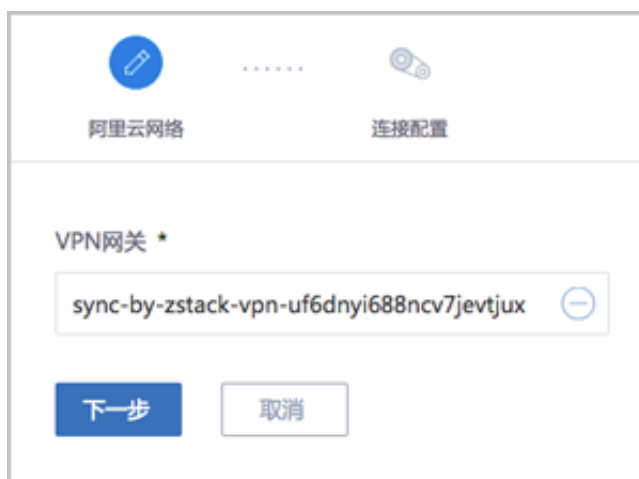 阿里云网络
连接配置
VPN网关 *
sync-by-zstack-vpn-uf6dnyi688ncv7jevtjux
下一步
取消